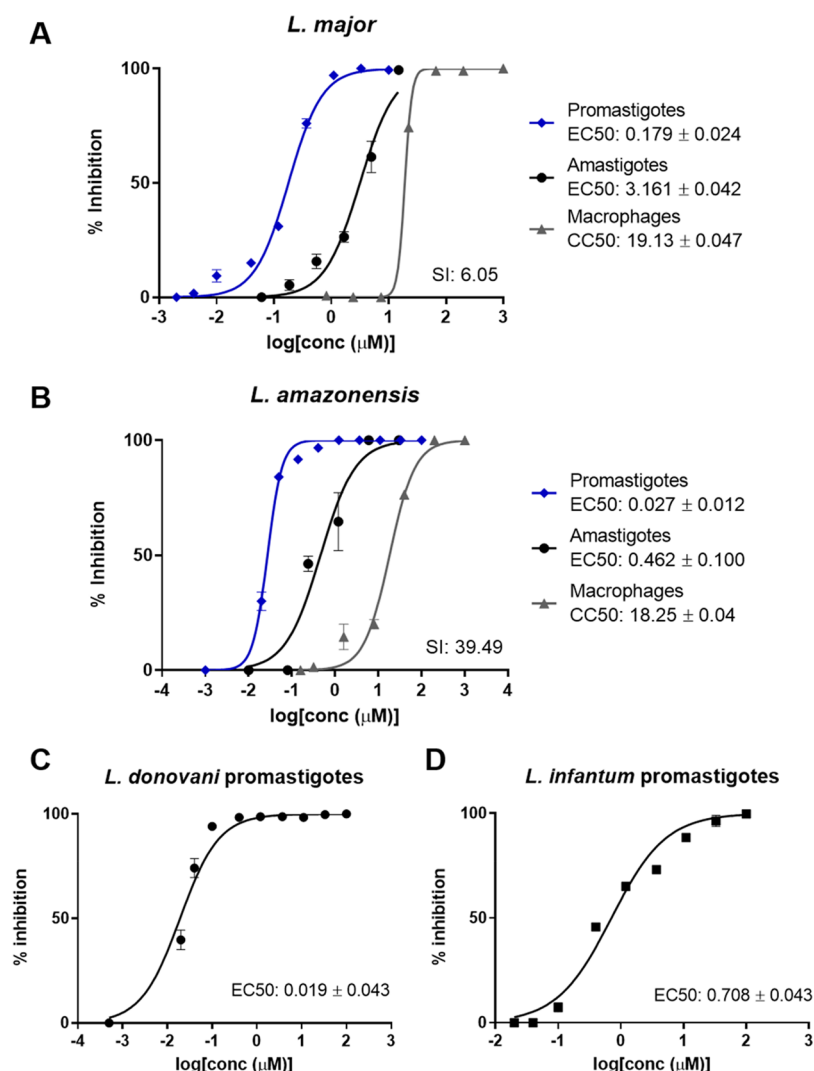 A
L. major
100
50
0
% Inhibition
-3 -2 -1 0 1 2 3
log[conc (μM)]
SI: 6.05
Promastigotes
EC50: 0.179 ± 0.024
Amastigotes
EC50: 3.161 ± 0.042
Macrophages
CC50: 19.13 ± 0.047
B
L. amazonensis
100
50
0
% Inhibition
-4 -3 -2 -1 0 1 2 3 4
log[conc (μM)]
SI: 39.49
Promastigotes
EC50: 0.027 ± 0.012
Amastigotes
EC50: 0.462 ± 0.100
Macrophages
CC50: 18.25 ± 0.04
C
L. donovani promastigotes
100
50
0
% inhibition
-4 -3 -2 -1 0 1 2 3
log[conc (μM)]
EC50: 0.019 ± 0.043
D
L. infantum promastigotes
100
50
0
% inhibition
-2 -1 0 1 2 3
log[conc (μM)]
EC50: 0.708 ± 0.043